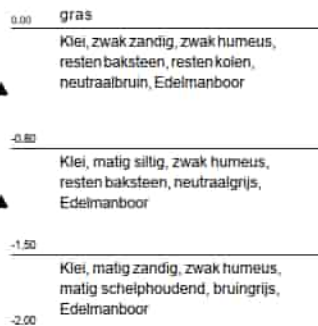 0.00 gras
Klei, zwak zandig, zwak humeus,
resten baksteen, resten kolen,
neutraalbruin, Edelmanboor
-0.80
Klei, matig siltig, zwak humeus,
resten baksteen, neutraalgrijs,
Edelmanboor
-1.50
Klei, matig zandig, zwak humeus,
matig schelphoudend, bruingrijs,
Edelmanboor
-2.00